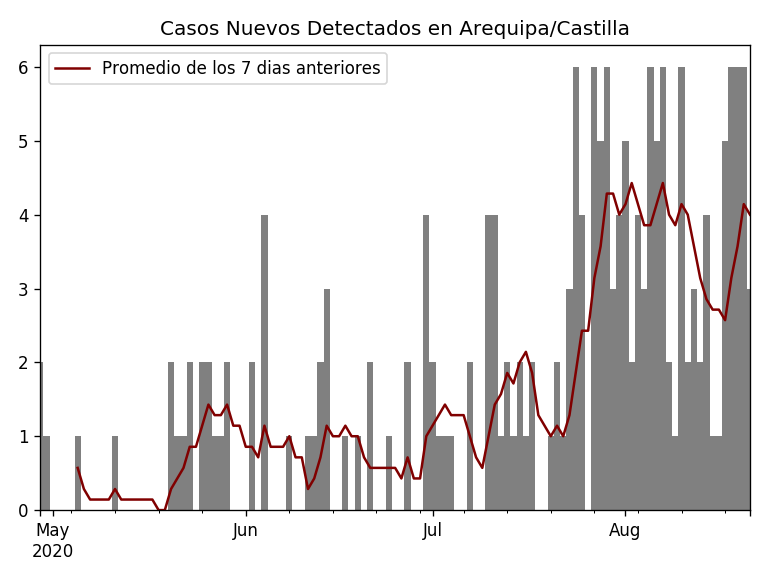 Casos Nuevos Detectados en Arequipa/Castilla
Promedio de los 7 dias anteriores
6
5
4
3
2
1
0
May
2020
Jun
Jul
Aug